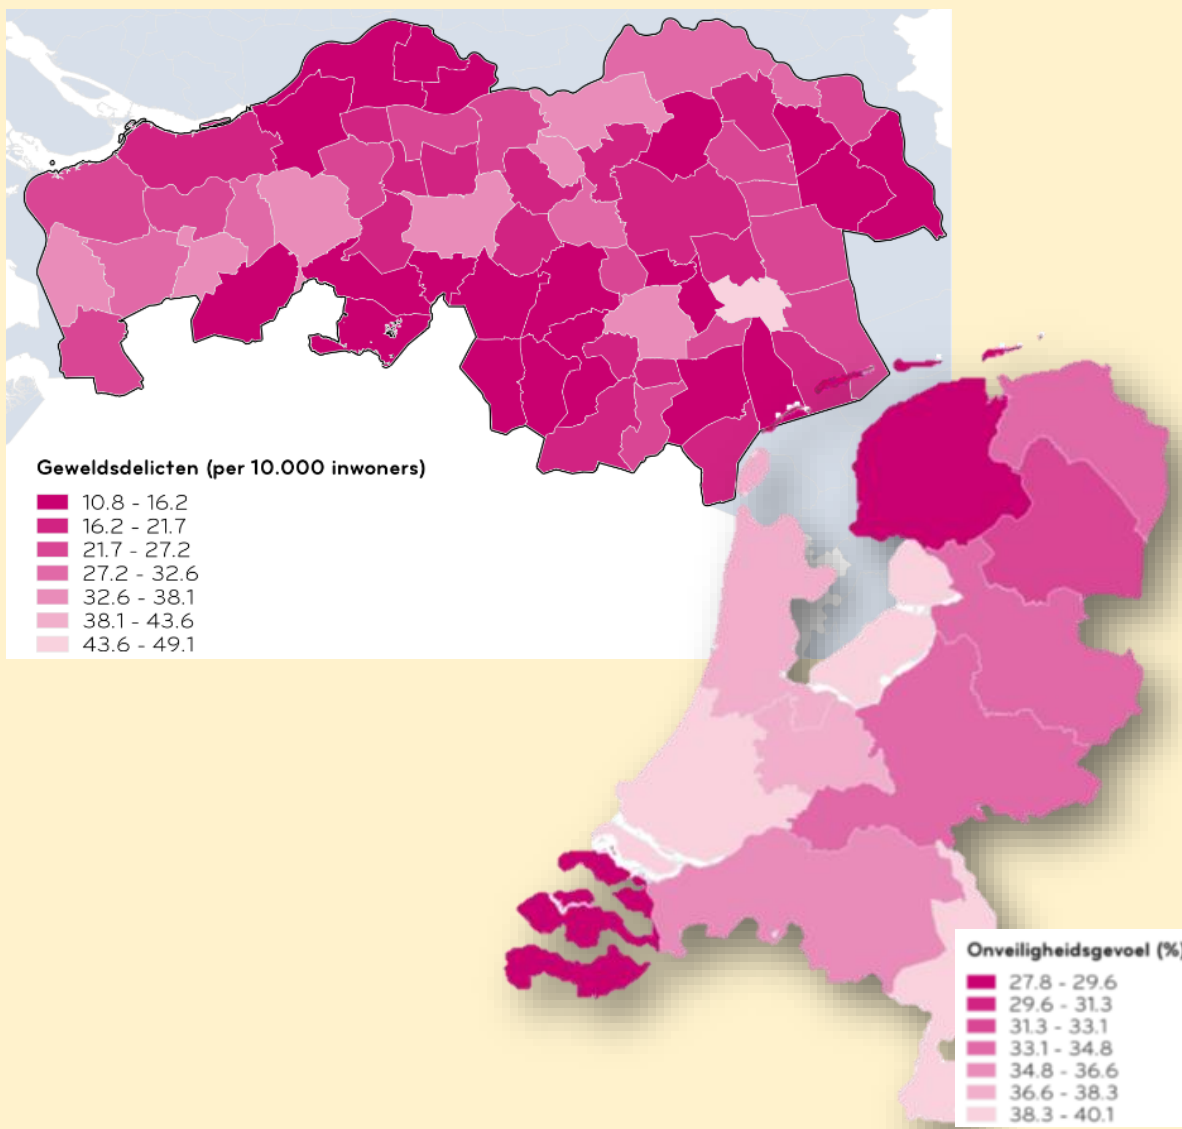 Geweldsdelicten (per 10.000 inwoners)
10.8 - 16.2
16.2 - 21.7
21.7 - 27.2
27.2 - 32.6
32.6 - 38.1
38.1 - 43.6
43.6 - 49.1
Onveiligheidsgevoel (%)
27.8 - 29.6
29.6 - 31.3
31.3 - 33.1
33.1 - 34.8
34.8 - 36.6
36.6 - 38.3
38.3 - 40.1